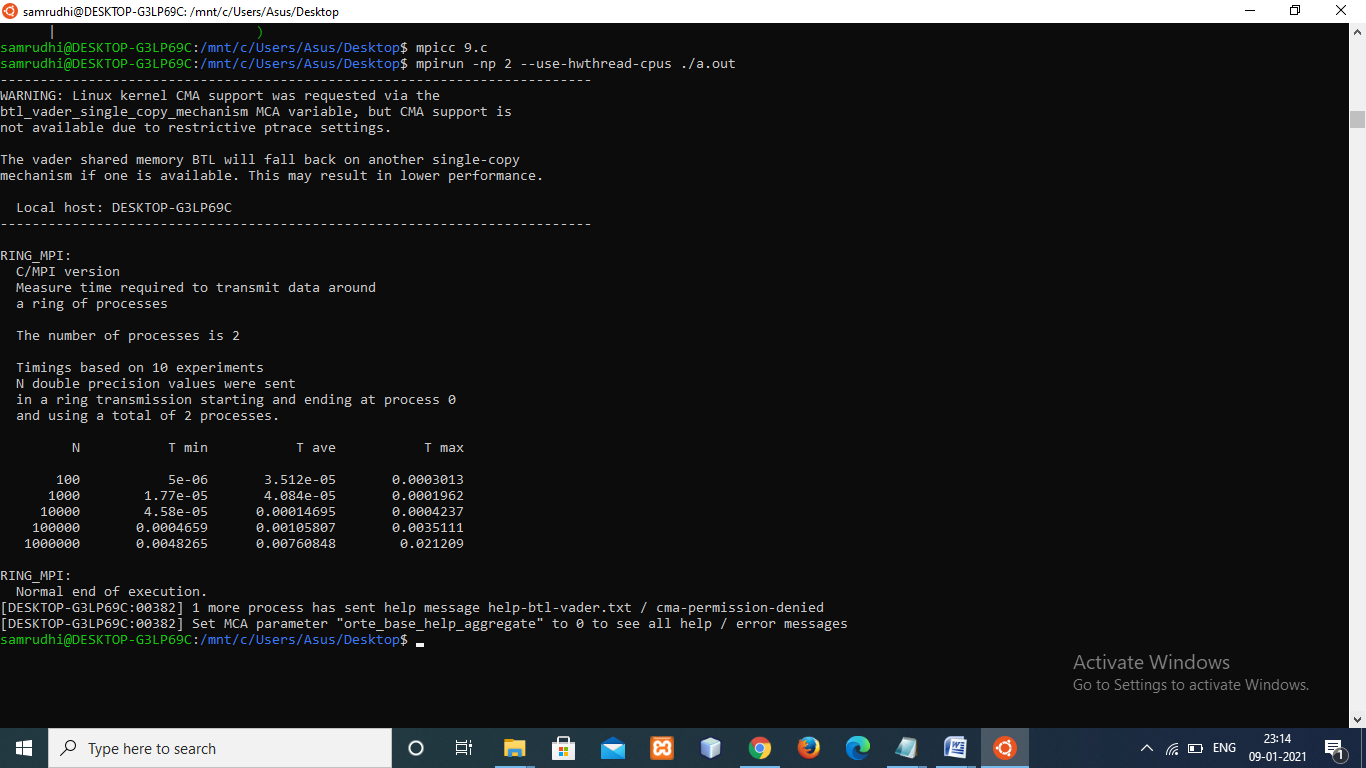 samrudhi@DESKTOP-G3LP69C: /mnt/c/Users/Asus/Desktop
| )
samrudhi@DESKTOP-G3LP69C:/mnt/c/Users/Asus/Desktop$ mpicc 9.c
samrudhi@DESKTOP-G3LP69C:/mnt/c/Users/Asus/Desktop$ mpirun -np 2 --use-hwthread-cpus ./a.out
--------------------------------------------------------------------------
WARNING: Linux kernel CMA support was requested via the
btl_vader_single_copy_mechanism MCA variable, but CMA support is
not available due to restrictive ptrace settings.
The vader shared memory BTL will fall back on another single-copy
mechanism if one is available. This may result in lower performance.
Local host: DESKTOP-G3LP69C
--------------------------------------------------------------------------
RING_MPI:
C/MPI version
Measure time required to transmit data around
a ring of processes
The number of processes is 2
Timings based on 10 experiments
N double precision values were sent
in a ring transmission starting and ending at process 0
and using a total of 2 processes.
N T min T ave T max
100 5e-06 3.512e-05 0.0003013
1000 1.77e-05 4.084e-05 0.0001962
10000 4.58e-05 0.00014695 0.0004237
100000 0.0004659 0.00105807 0.0035111
1000000 0.0048265 0.00760848 0.021209
RING_MPI:
Normal end of execution.
[DESKTOP-G3LP69C:00382] 1 more process has sent help message help-btl-vader.txt / cma-permission-denied
[DESKTOP-G3LP69C:00382] Set MCA parameter "orte_base_help_aggregate" to 0 to see all help / error messages
samrudhi@DESKTOP-G3LP69C:/mnt/c/Users/Asus/Desktop$
Activate Windows
Go to Settings to activate Windows.
Type here to search
ENG
23:14
09-01-2021
1